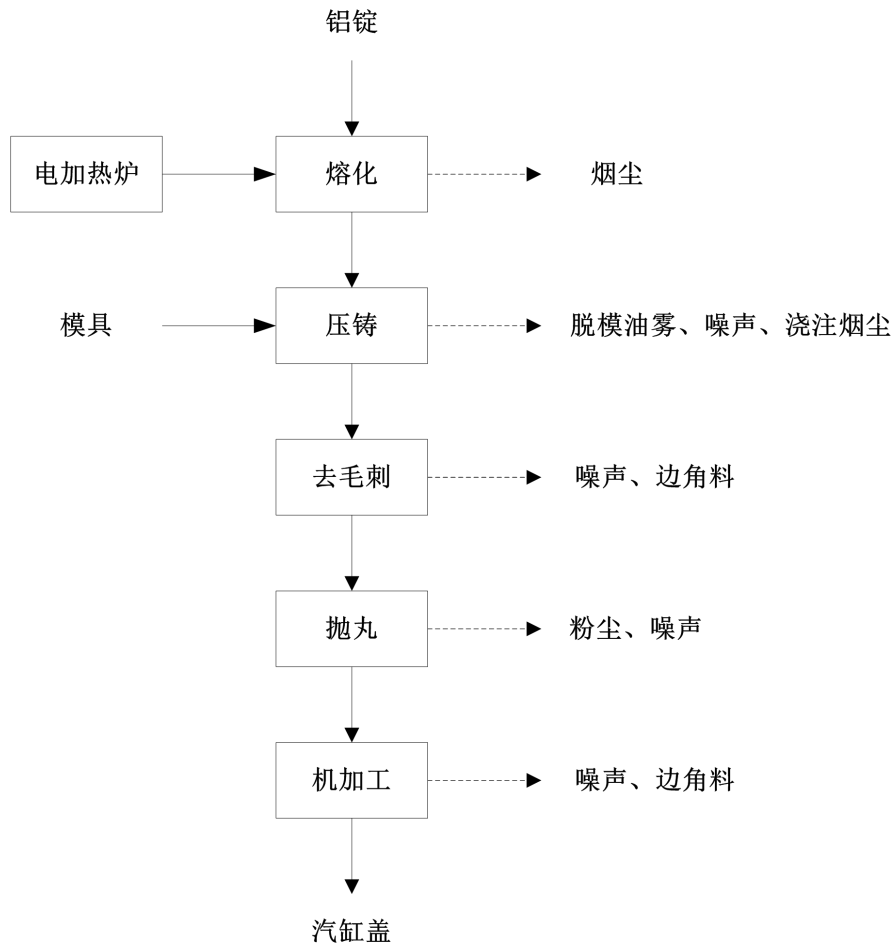 铝锭
电加热炉
熔化
烟尘
模具
压铸
脱模油雾、噪声、浇注烟尘
去毛刺
噪声、边角料
抛丸
粉尘、噪声
机加工
噪声、边角料
汽缸盖